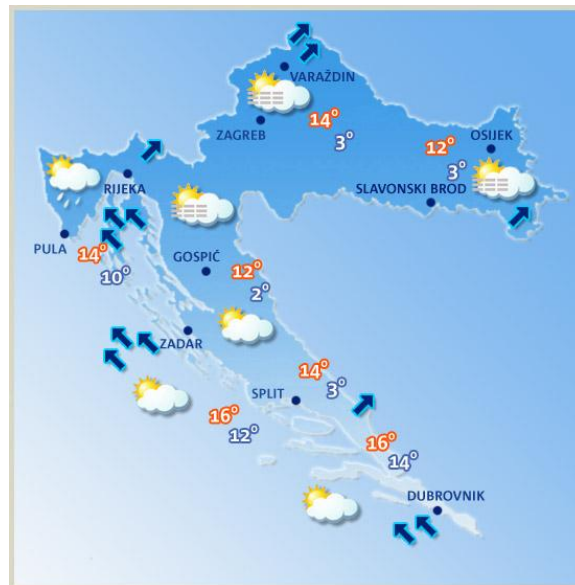 VARAŽDIN
14°
ZAGREB
3°
12°
OSIJEK
3°
RIJEKA
SLAVONSKI BROD
PULA
14°
10°
GOSPIČ
12°
2°
ZADAR
14°
3°
SPLIT
16°
12°
16°
14°
DUBROVNIK